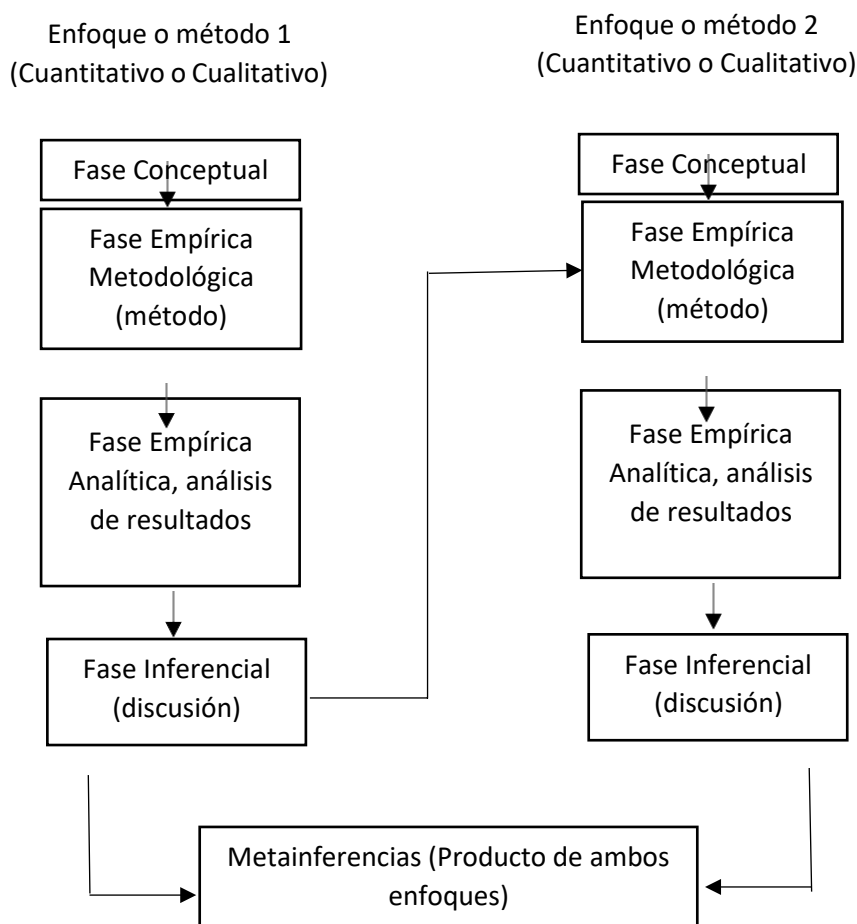 Enfoque o método 1
(Cuantitativo o Cualitativo)
Enfoque o método 2
(Cuantitativo o Cualitativo)
Fase Conceptual
Fase Empírica
Metodológica
(método)
Fase Empírica
Analítica, análisis
de resultados
Fase Inferencial
(discusión)
Fase Conceptual
Fase Empírica
Metodológica
(método)
Fase Empírica
Analítica, análisis
de resultados
Fase Inferencial
(discusión)
Metainferencias (Producto de ambos
enfoques)